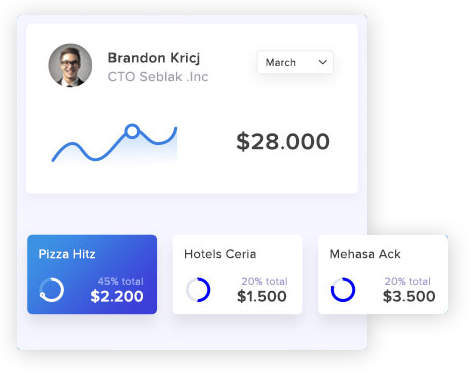 Brandon Kricj
CTO Seblak .Inc
March
$28.000
Pizza Hitz
45% total
$2.200
Hotels Ceria
20% total
$1.500
Mehasa Ack
20% total
$3.500